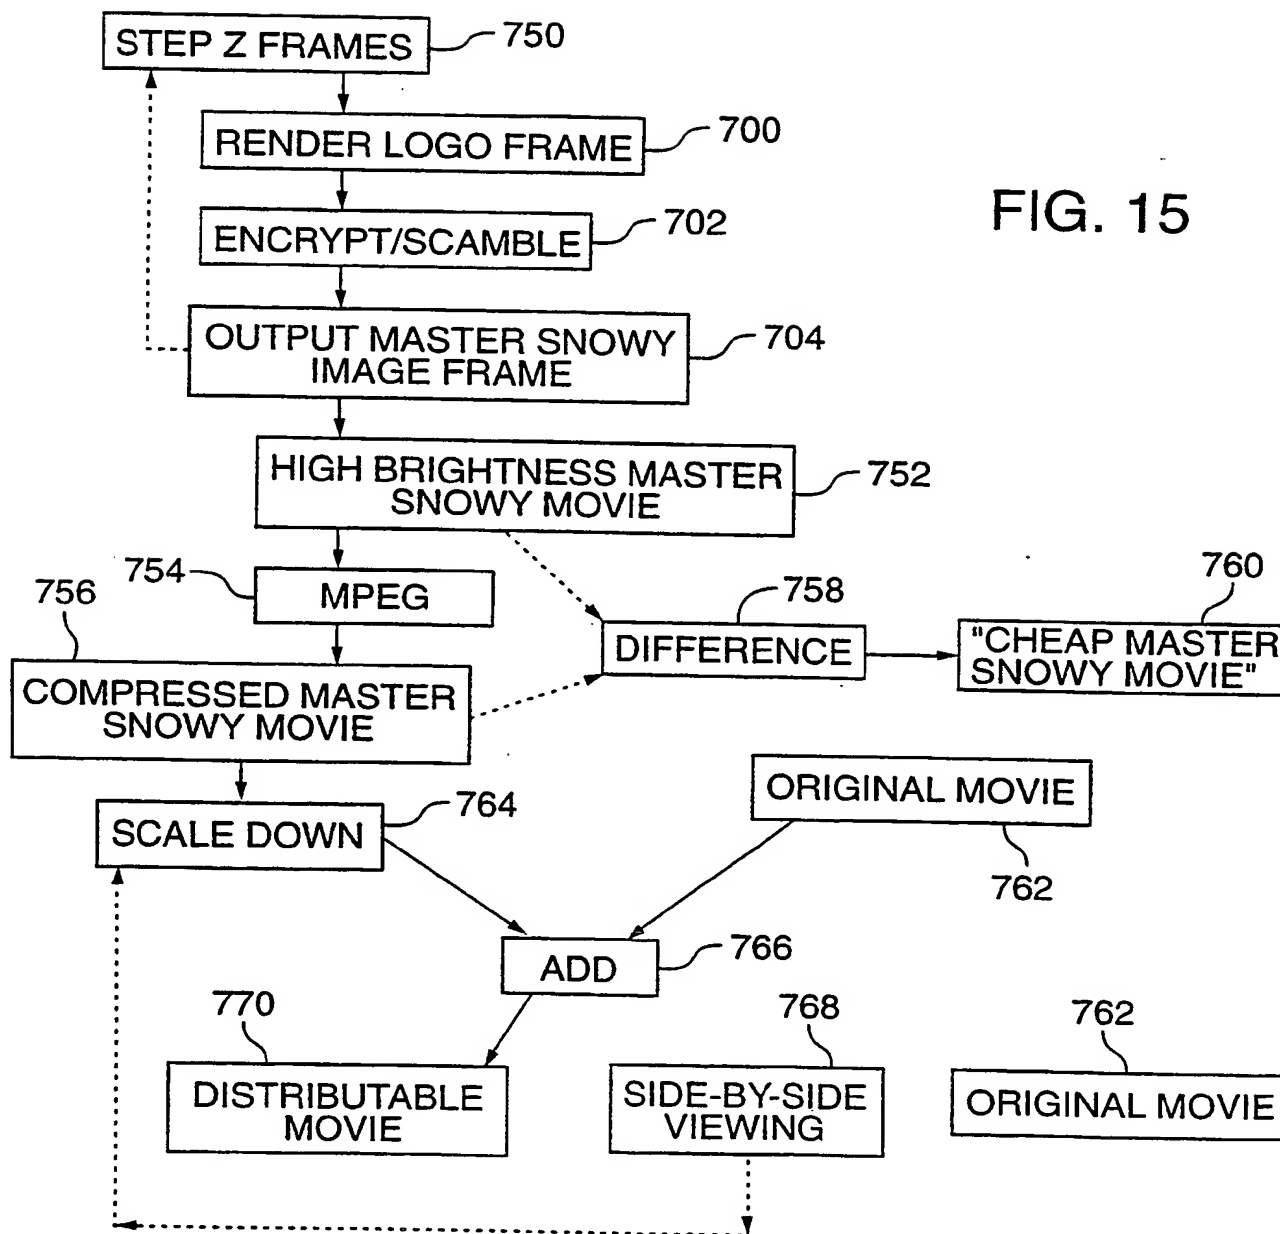 STEP Z FRAMES
750
RENDER LOGO FRAME
700
FIG. 15
ENCRYPT/SCAMBLE
702
OUTPUT MASTER SNOWY
IMAGE FRAME
704
HIGH BRIGHTNESS MASTER
SNOWY MOVIE
752
754
MPEG
756
758
760
DIFFERENCE
"CHEAP MASTER
SNOWY MOVIE"
COMPRESSED MASTER
SNOWY MOVIE
ORIGINAL MOVIE
762
SCALE DOWN
764
ADD
766
770
768
762
DISTRIBUTABLE
MOVIE
SIDE-BY-SIDE
VIEWING
ORIGINAL MOVIE